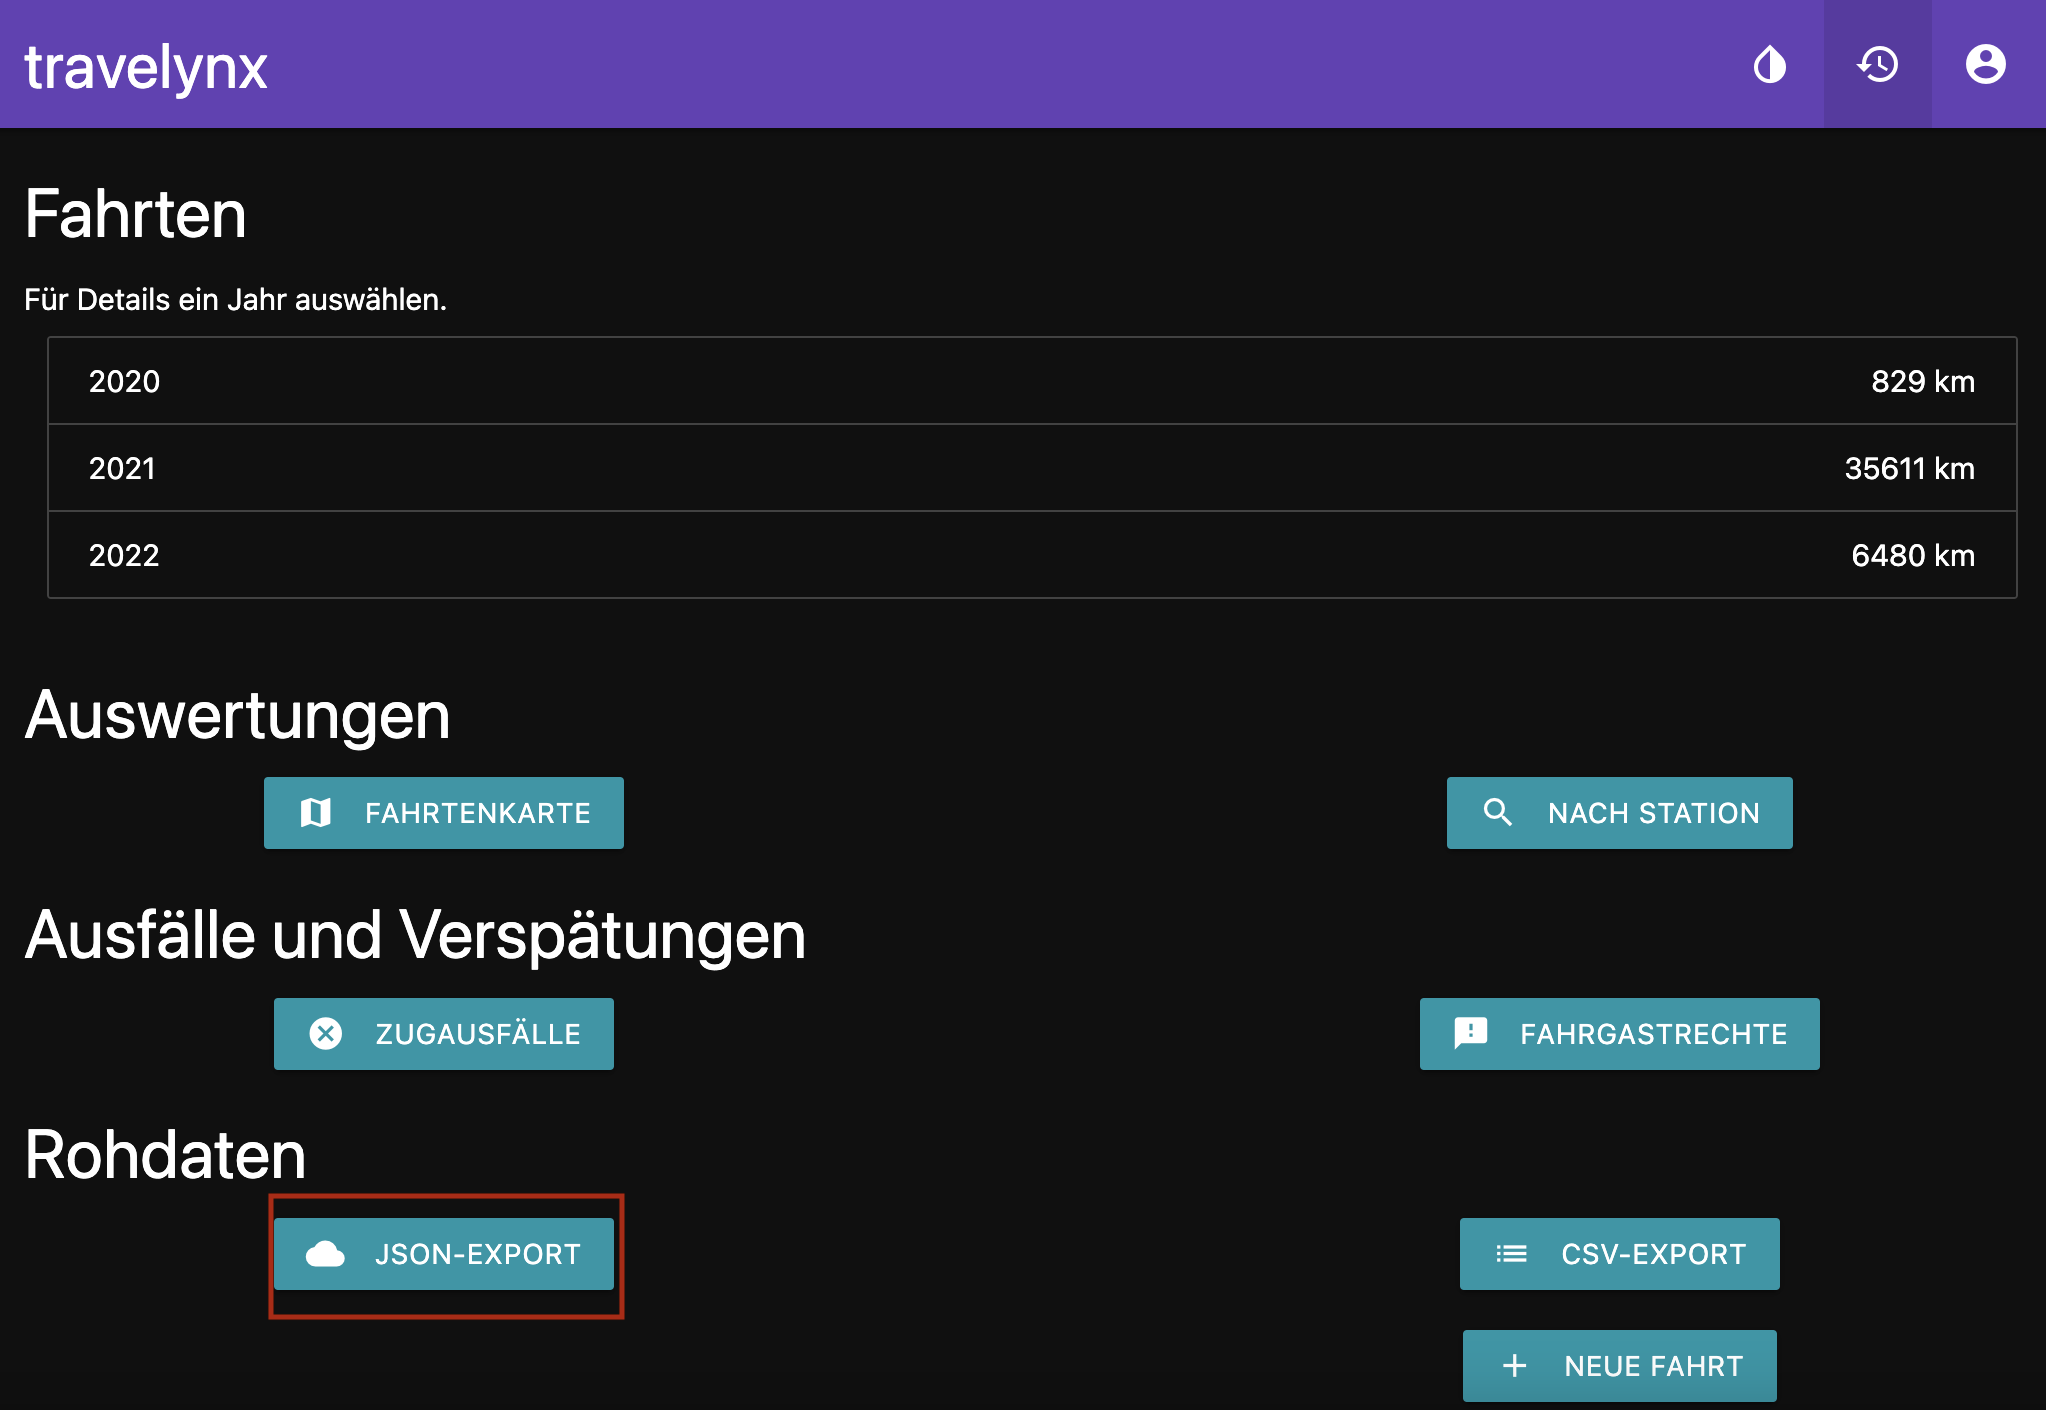 travelynx
Fahrten
Für Details ein Jahr auswählen.
2020 829 km
2021 35611 km
2022 6480 km
Auswertungen
FAHRTENKARTE NACH STATION
Ausfälle und Verspätungen
ZUGAUSFÄLLE FAHRGASTRECHTE
Rohdaten
JSON-EXPORT CSV-EXPORT
NEUE FAHRT